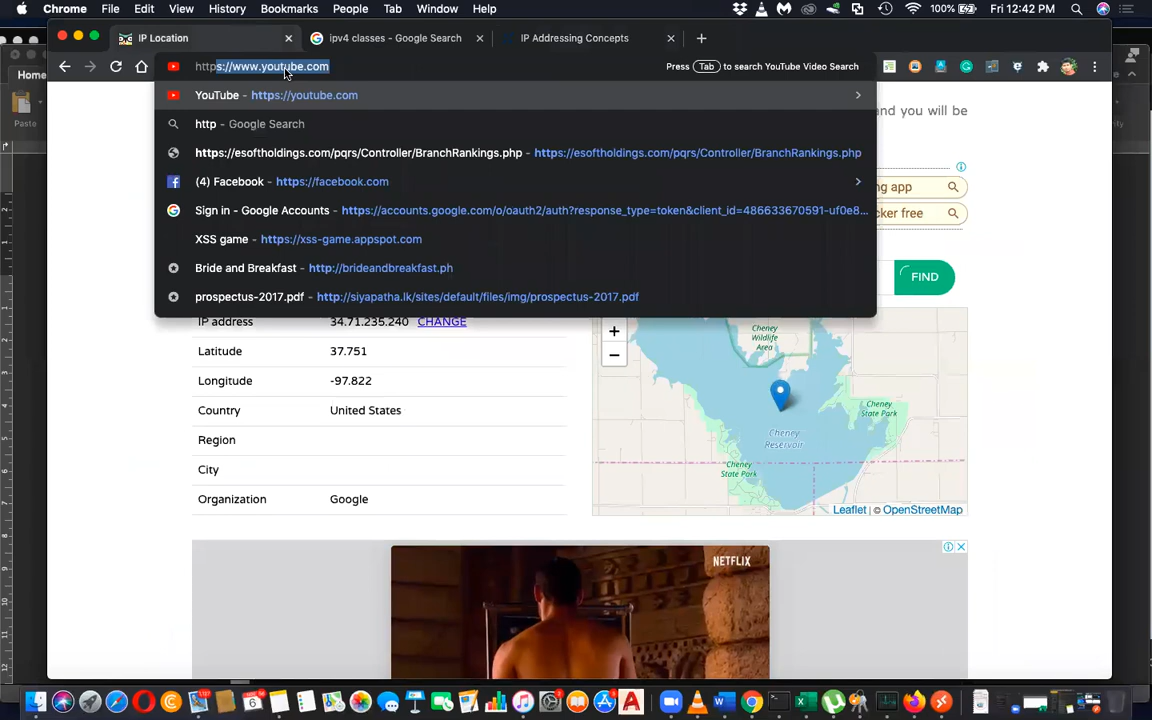 Chrome File Edit View History Bookmarks People Tab Window Help 100% Fri 12:42 PM
IP Location ipv4 classes - Google Search IP Addressing Concepts
Home
https://www.youtube.com Press Tab to search YouTube Video Search
YouTube - https://youtube.com
Paste
http - Google Search
and you will be
https://esoftholdings.com/pqrs/Controller/BranchRankings.php - https://esoftholdings.com/pqrs/Controller/BranchRankings.php
(4) Facebook - https://facebook.com
ng app
Sign in - Google Accounts - https://accounts.google.com/o/oauth2/auth?response_type=token&client_id=486633670591-uf0e8...
cker free
XSS game - https://xss-game.appspot.com
Bride and Breakfast - http://brideandbreakfast.ph
FIND
prospectus-2017.pdf - http://siyapatha.lk/sites/default/files/img/prospectus-2017.pdf
IP address 34.71.235.240 CHANGE
Latitude 37.751
Longitude -97.822
Country United States
Region
City
Organization Google
+
−
Cheney
Wildlife
Area
Cheney
State Park
Cheney
Reservoir
Cheney
State Park
Leaflet | © OpenStreetMap
NETFLIX